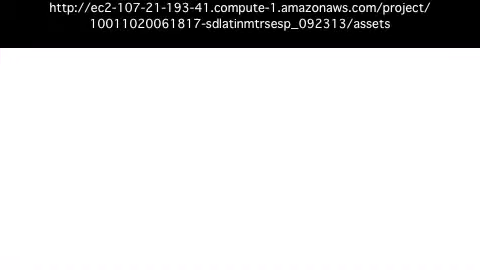 http://ec2-107-21-193-41.compute-1.amazonaws.com/project/
10011020061817-sdlatinmtrsesp_092313/assets